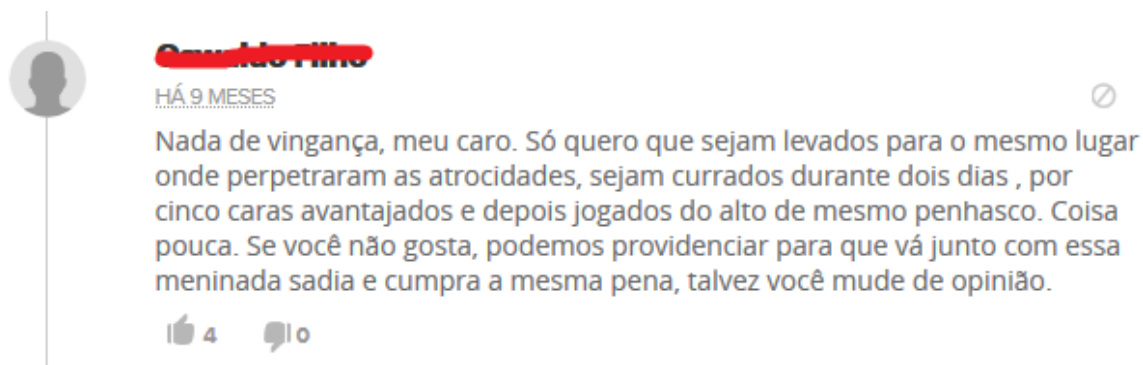 HÁ 9 MESES
Nada de vingança, meu caro. Só quero que sejam levados para o mesmo lugar
onde perpetraram as atrocidades, sejam currados durante dois dias , por
cinco caras avantajados e depois jogados do alto de mesmo penhasco. Coisa
pouca. Se você não gosta, podemos providenciar para que vá junto com essa
meninada sadia e cumpra a mesma pena, talvez você mude de opinião.
4 0